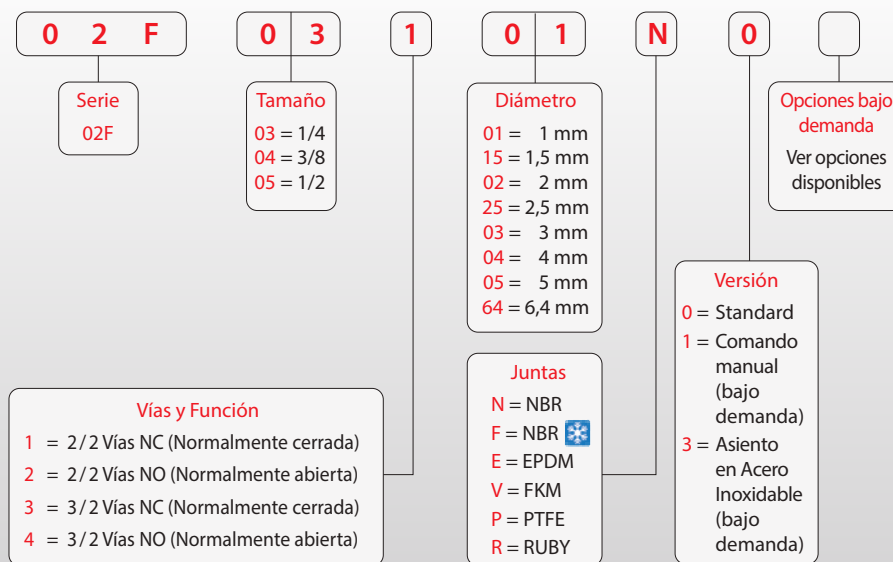 0 2 F 0 3 1 0 1 N 0
Serie
02F
Tamaño
03 = 1/4
04 = 3/8
05 = 1/2
Diámetro
01 = 1 mm
15 = 1,5 mm
02 = 2 mm
25 = 2,5 mm
03 = 3 mm
04 = 4 mm
05 = 5 mm
64 = 6,4 mm
Opciones bajo
demanda
Ver opciones
disponibles
Vías y Función
1 = 2/2 Vías NC (Normalmente cerrada)
2 = 2/2 Vías NO (Normalmente abierta)
3 = 3/2 Vías NC (Normalmente cerrada)
4 = 3/2 Vías NO (Normalmente abierta)
Juntas
N = NBR
F = NBR
E = EPDM
V = FKM
P = PTFE
R = RUBY
Versión
0 = Standard
1 = Comando
manual
(bajo
demanda)
3 = Asiento
en Acero
Inoxidable
(bajo
demanda)